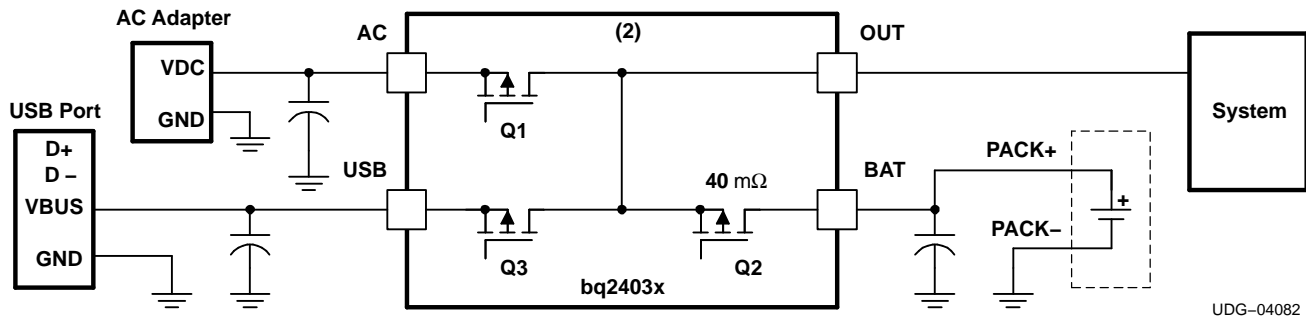 AC Adapter
VDC
GND
USB Port
D+
D –
VBUS
GND
AC
USB
(2)
Q1
Q3
40 mΩ
Q2
bq2403x
OUT
BAT
PACK+
+
PACK–
System
UDG–04082